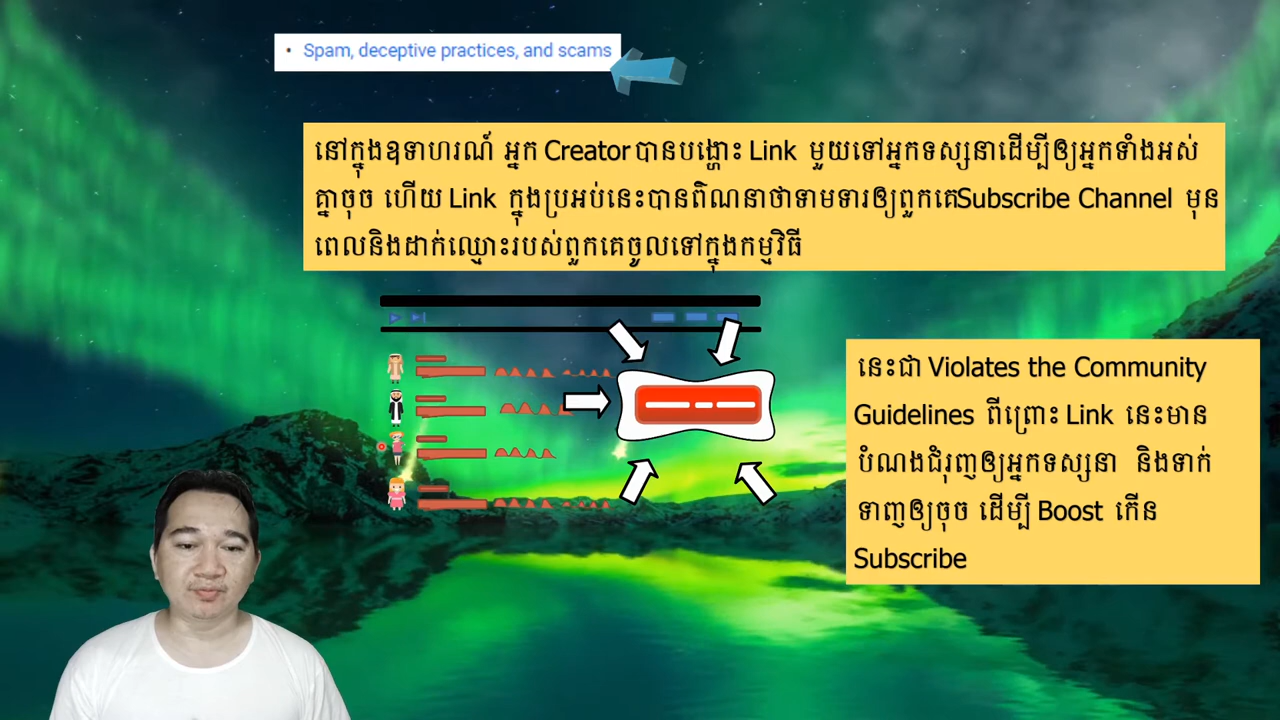 • Spam, deceptive practices, and scams
នៅក្នុងឧទាហរណ៍ អ្នក Creator បានបង្ហោះ Link មួយទៅអ្នកទស្សនាដើម្បីឲ្យអ្នកទាំងអស់
គ្នាចុច ហើយ Link ក្នុងប្រអប់នេះបានពិណនាថាទាមទារឲ្យពួកគេSubscribe Channel មុន
ពេលនិងដាក់ឈ្មោះរបស់ពួកគេចូលទៅក្នុងកម្មវិធី
នេះជា Violates the Community
Guidelines ពីព្រោះ Link នេះមាន
បំណងជំរុញឲ្យអ្នកទស្សនា និងទាក់
ទាញឲ្យចុច ដើម្បី Boost កើន
Subscribe